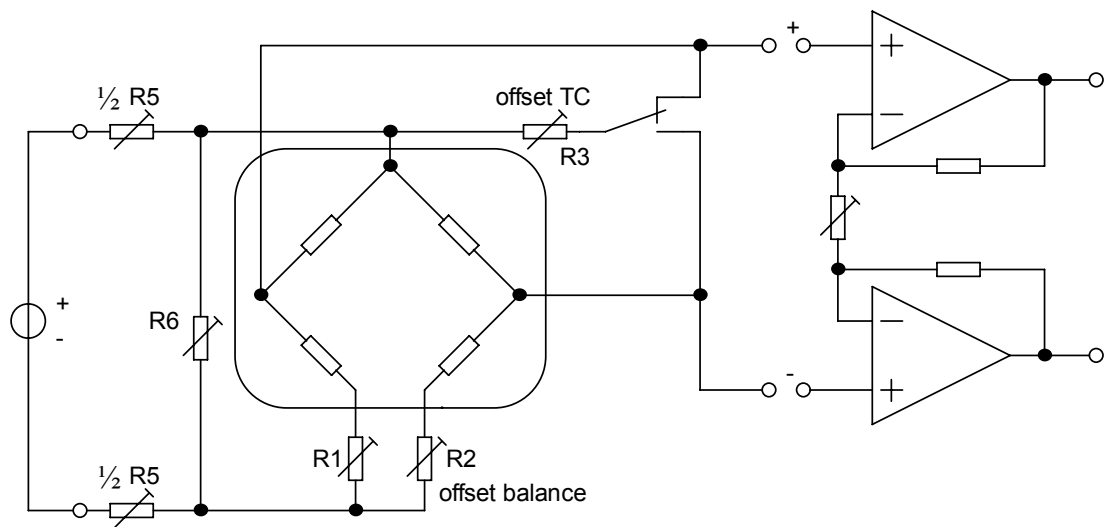 +
+
½ R5
offset TC
−
R3
+
-
R6
−
-
+
R1
R2
½ R5
offset balance